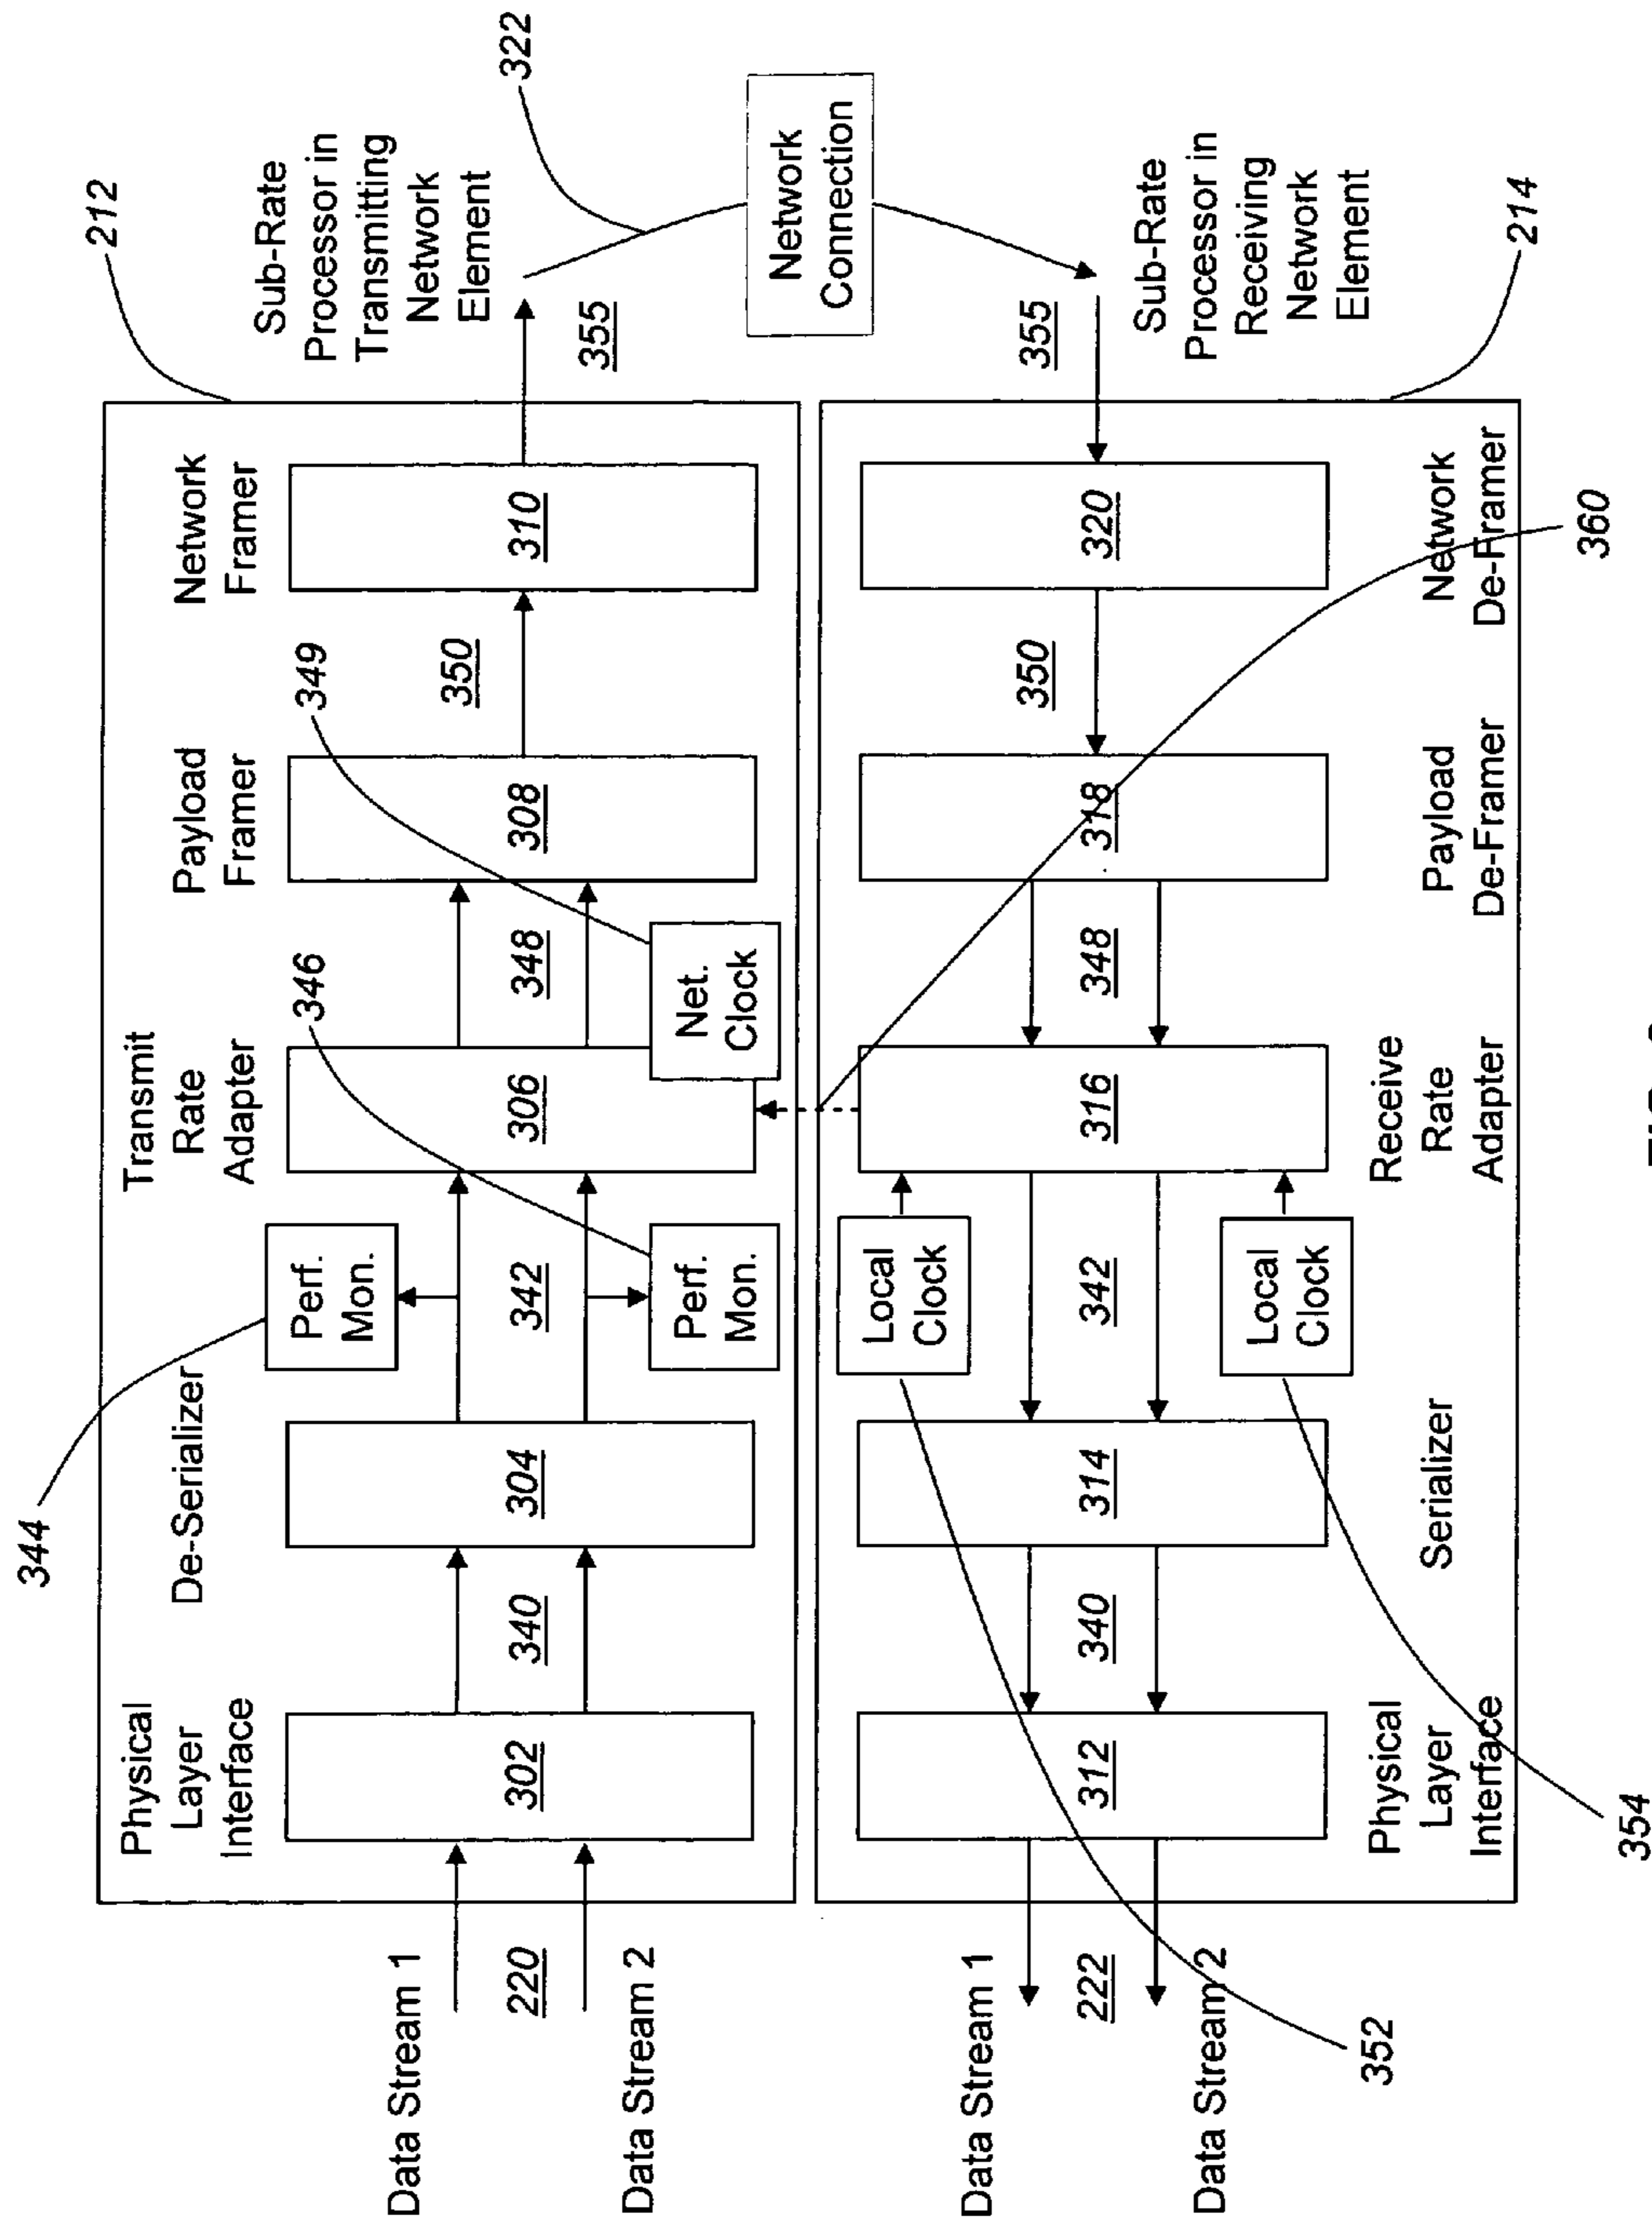 212
Sub-Rate
Processor in
Transmitting
Network
Element
322
Network
Connection
Sub-Rate
Processor in
Receiving
Network
Element
214
344
346
349
Physical
Layer
Interface
De-Serializer
Transmit
Rate
Adapter
Payload
Framer
Network
Framer
Data Stream 1
220
Data Stream 2
302
340
304
Perf.
Mon.
342
Perf.
Mon.
306
348
Net.
Clock
308
350
310
355
Data Stream 1
222
Data Stream 2
312
340
314
Local
Clock
342
Local
Clock
316
348
318
350
320
355
Physical
Layer
Interface
Serializer
Receive
Rate
Adapter
Payload
De-Framer
Network
De-Framer
352
354
360